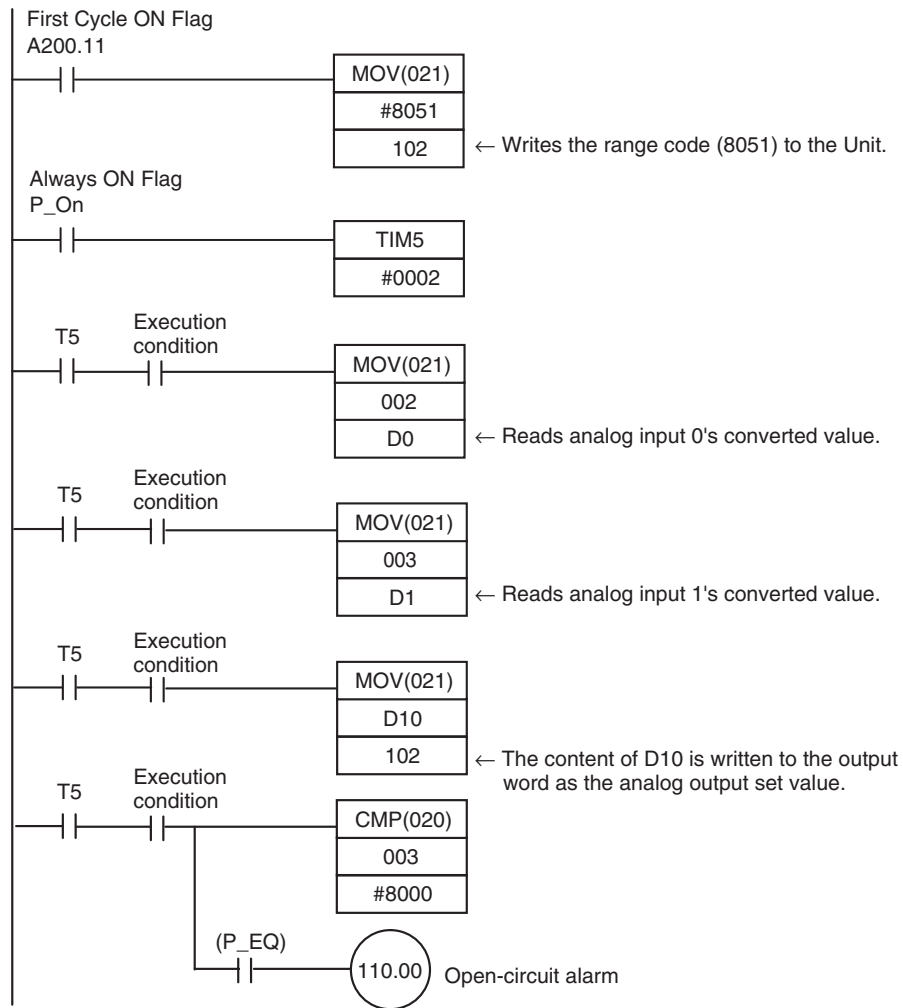 First Cycle ON Flag
A200.11
MOV(021)
#8051
102
← Writes the range code (8051) to the Unit.
Always ON Flag
P_On
TIM5
#0002
T5
Execution
condition
MOV(021)
002
D0
← Reads analog input 0's converted value.
T5
Execution
condition
MOV(021)
003
D1
← Reads analog input 1's converted value.
T5
Execution
condition
MOV(021)
D10
102
← The content of D10 is written to the output
word as the analog output set value.
T5
Execution
condition
CMP(020)
003
#8000
(P_EQ)
110.00
Open-circuit alarm